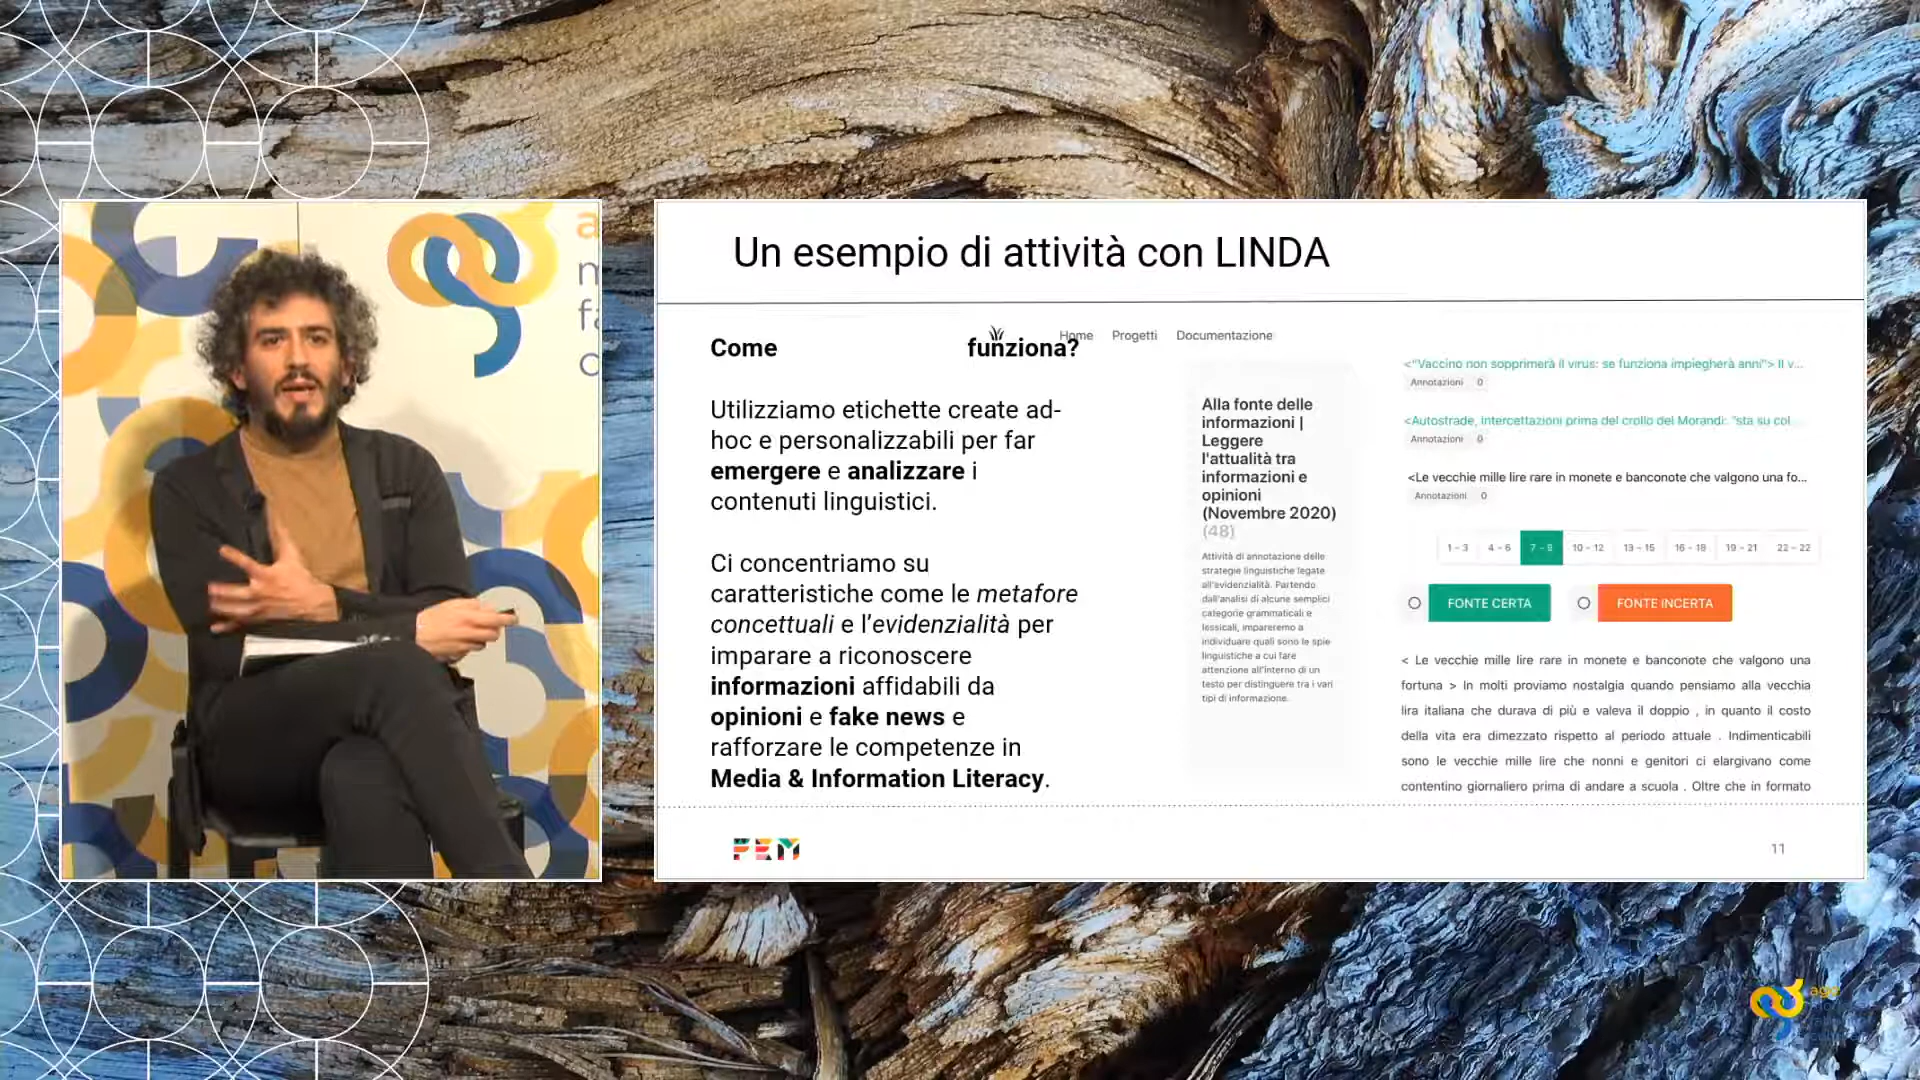 Un esempio di attività con LINDA
Come funziona?
Utilizziamo etichette create ad-
hoc e personalizzabili per far
emergere e analizzare i
contenuti linguistici.
Ci concentriamo su
caratteristiche come le metafore
concettuali e l'evidenzialità per
imparare a riconoscere
informazioni affidabili da
opinioni e fake news e
rafforzare le competenze in
Media & Information Literacy.
Home Progetti Documentazione
Alla fonte delle
informazioni |
Leggere
l'attualità tra
informazioni e
opinioni
(Novembre 2020)
(48)
Attività di annotazione delle
strategie linguistiche legate
all'evidenzialità. Partendo
dall'analisi di alcune semplici
categorie grammaticali e
lessicali, impareremo a
individuare quali sono le spie
linguistiche a cui fare
attenzione all'interno di un
testo per distinguere tra i vari
tipi di informazione.
<"Vaccino non sopprimerà il virus: se funziona impiegherà anni"> Il v...
Annotazioni 0
<Autostrade, intercettazioni prima del crollo del Morandi: "sta su col...
Annotazioni 0
<Le vecchie mille lire rare in monete e banconote che valgono una fo...
Annotazioni 0
1 - 3 4 - 6 7 - 9 10 - 12 13 - 15 16 - 18 19 - 21 22 - 22
FONTE CERTA FONTE INCERTA
< Le vecchie mille lire rare in monete e banconote che valgono una
fortuna > In molti proviamo nostalgia quando pensiamo alla vecchia
lira italiana che durava di più e valeva il doppio , in quanto il costo
della vita era dimezzato rispetto al periodo attuale . Indimenticabili
sono le vecchie mille lire che nonni e genitori ci elargivano come
contentino giornaliero prima di andare a scuola . Oltre che in formato
FEM
11
ago